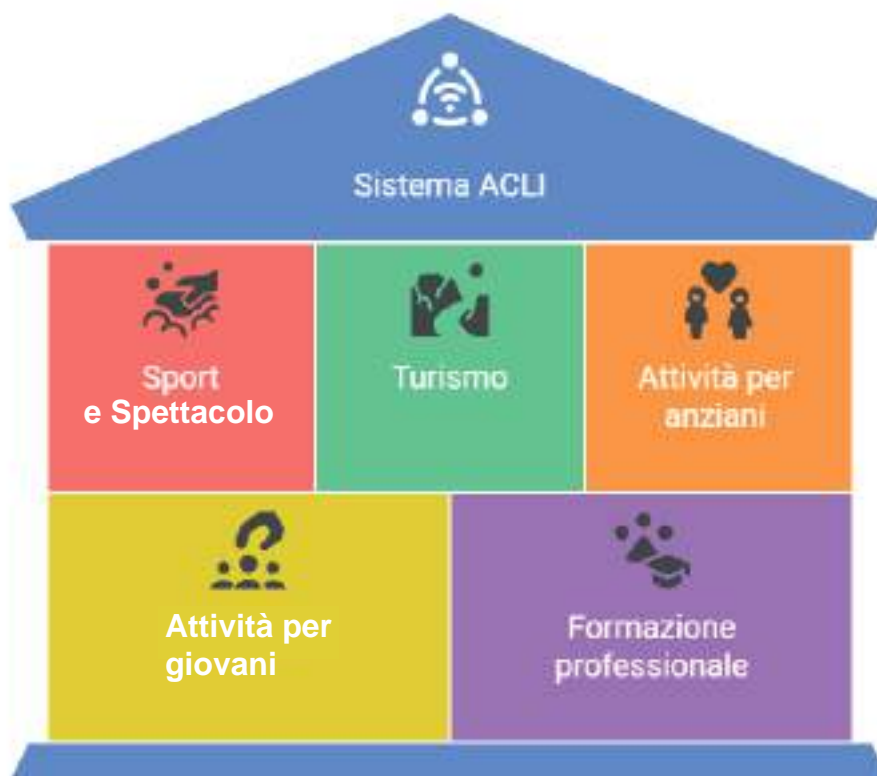 Sistema ACLI
Sport
e Spettacolo
Turismo
Attività per
anziani
Attività per
giovani
Formazione
professionale